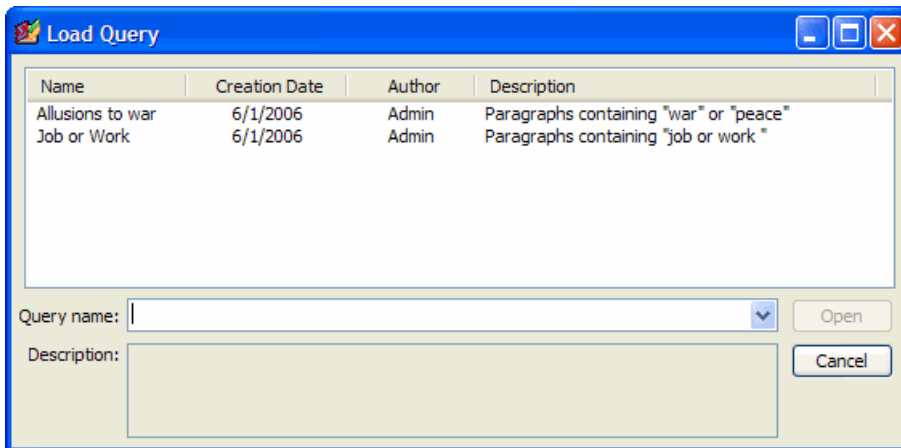 Load Query
Name Creation Date Author Description
Allusions to war 6/1/2006 Admin Paragraphs containing "war" or "peace"
Job or Work 6/1/2006 Admin Paragraphs containing "job or work "
Query name: Open
Description: Cancel